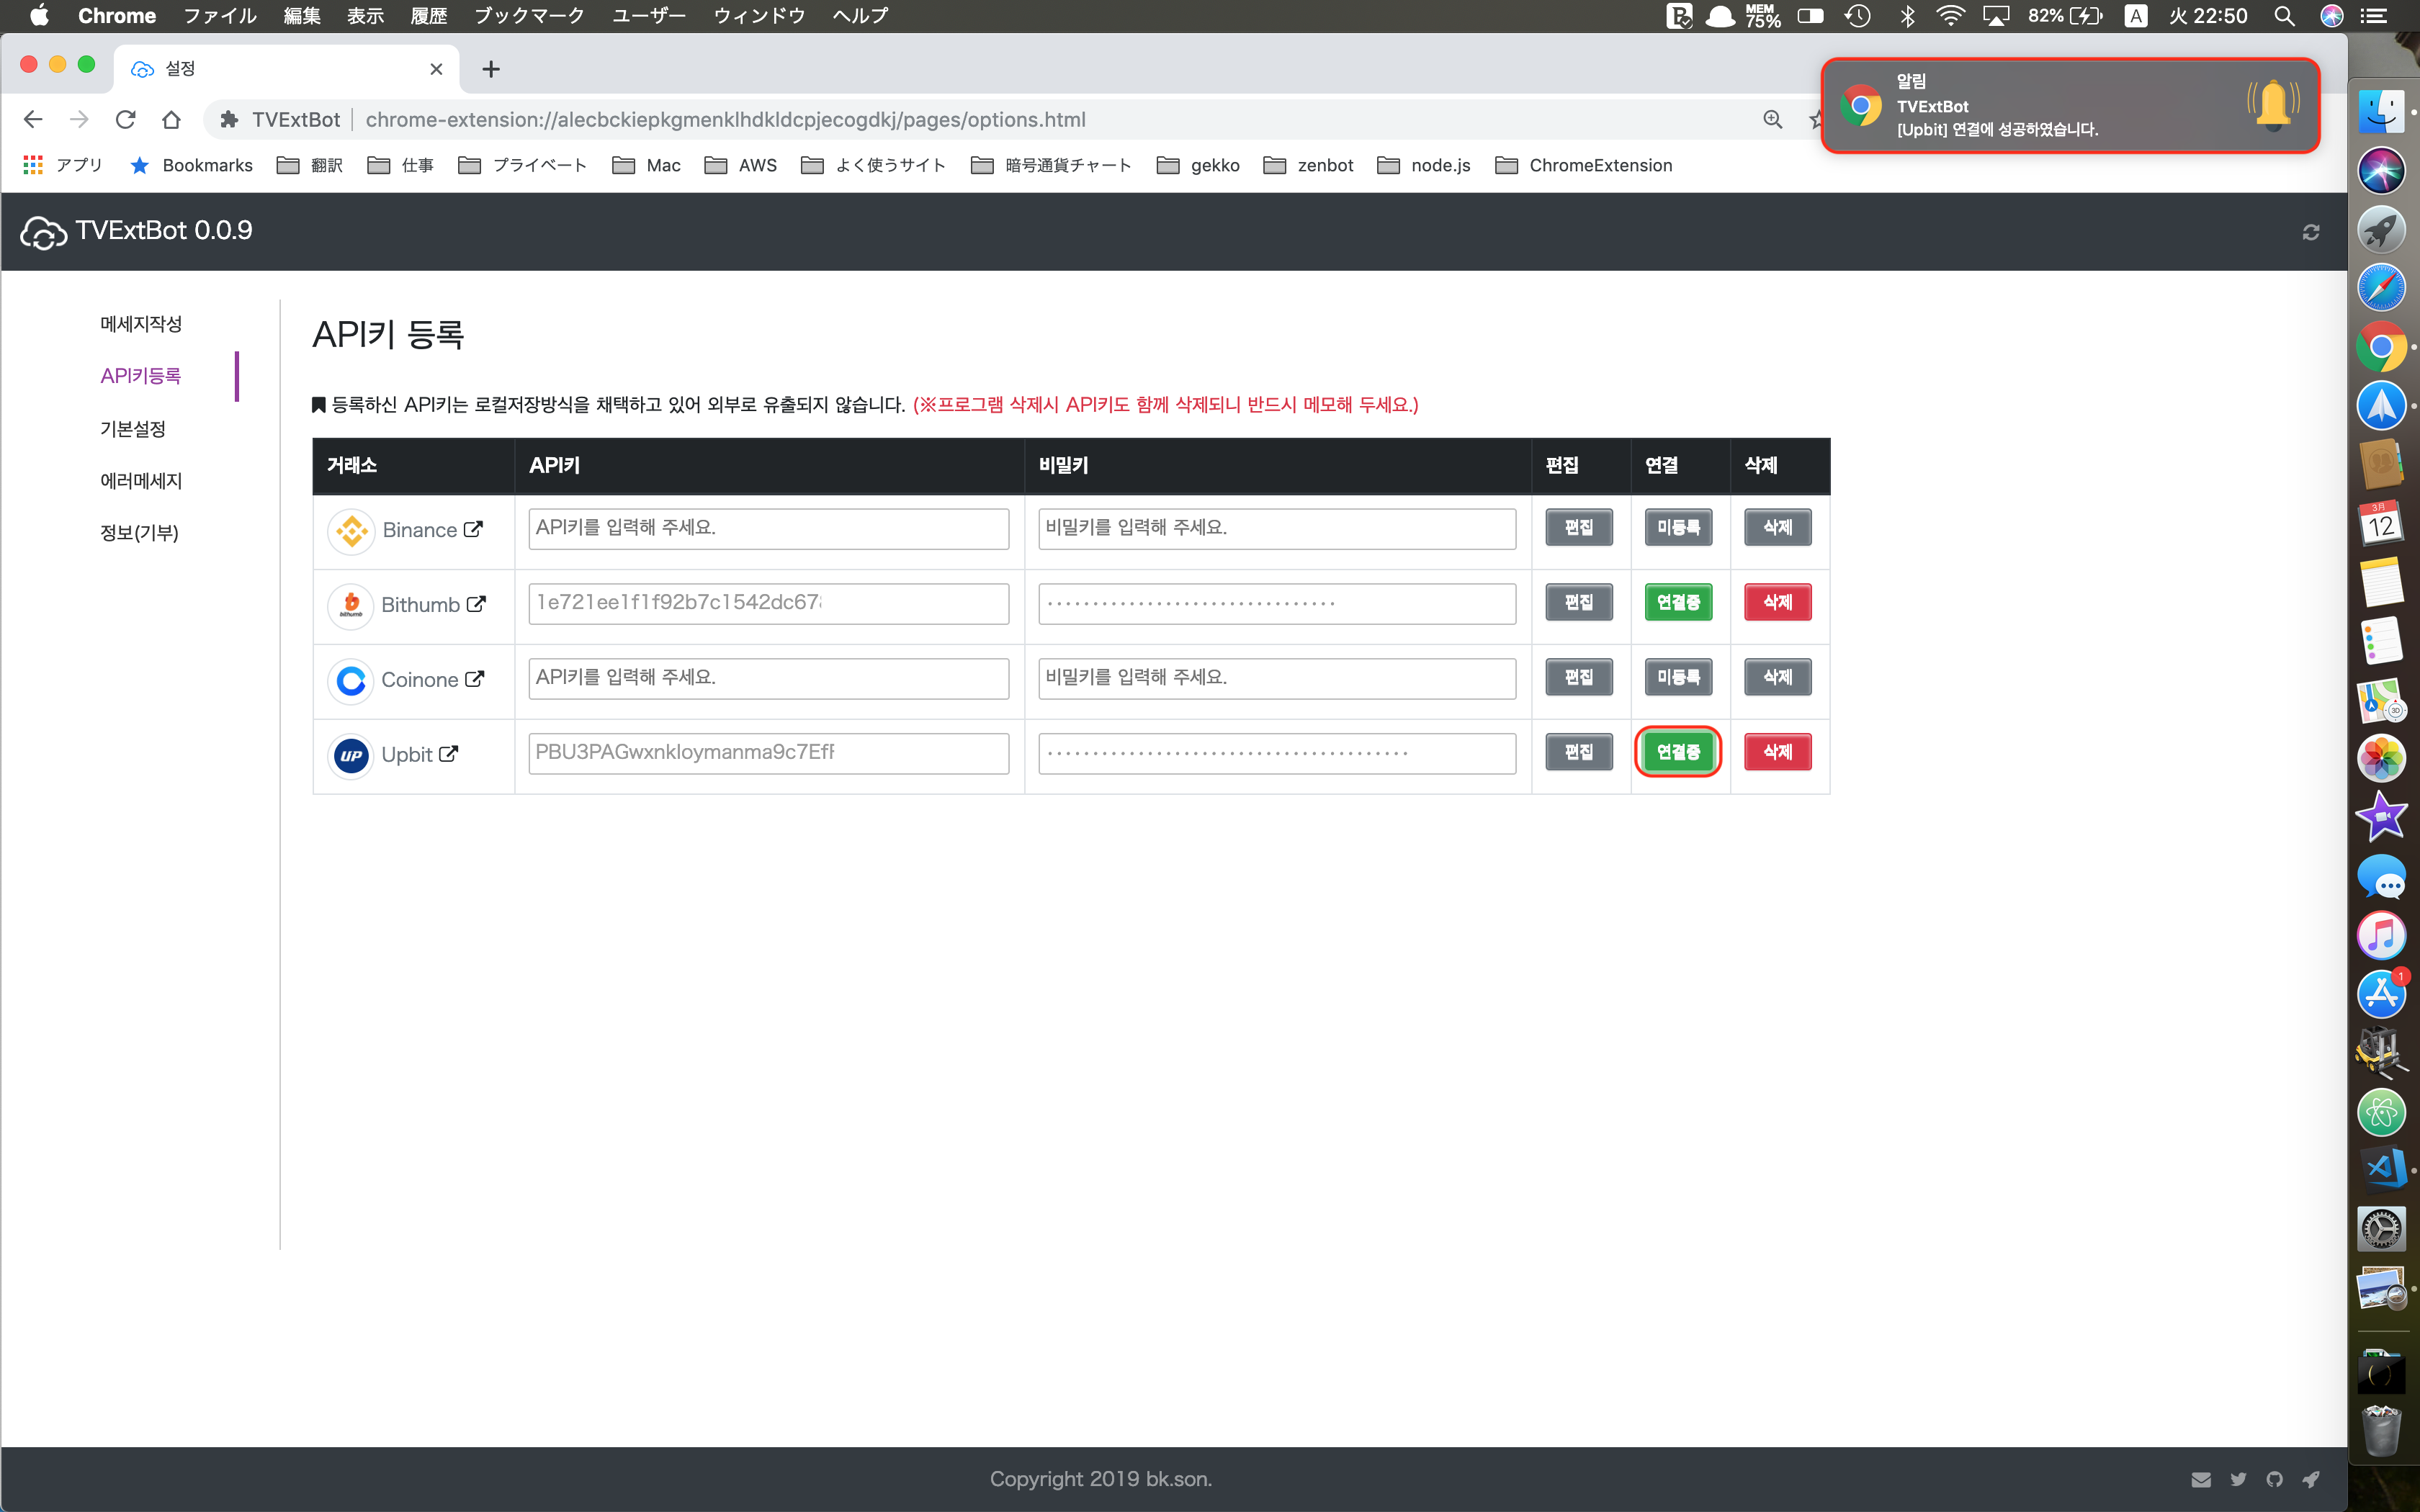 Chrome ファイル 編集 表示 履歴 ブックマーク ユーザー ウィンドウ ヘルプ MEM 75% 82% A 火 22:50
설정
TVExtBot chrome-extension://alecbckiepkgmenklhdkldcpjecogdkj/pages/options.html
알림
TVExtBot
[Upbit] 연결에 성공하였습니다.
アプリ Bookmarks 翻訳 仕事 プライベート Mac AWS よく使うサイト 暗号通貨チャート gekko zenbot node.js ChromeExtension
TVExtBot 0.0.9
메세지작성
API키등록
기본설정
에러메세지
정보(기부)
API키 등록
등록하신 API키는 로컬저장방식을 채택하고 있어 외부로 유출되지 않습니다. (※프로그램 삭제시 API키도 함께 삭제되니 반드시 메모해 두세요.)
거래소 API키 비밀키 편집 연결 삭제
Binance API키를 입력해 주세요. 비밀키를 입력해 주세요. 편집 미등록 삭제
bithumb Bithumb 1e721ee1f1f92b7c1542dc67 편집 연결중 삭제
Coinone API키를 입력해 주세요. 비밀키를 입력해 주세요. 편집 미등록 삭제
UP Upbit PBU3PAGwxnkloymanma9c7Eff 편집 연결중 삭제
3月
12
3D
1
Copyright 2019 bk.son.